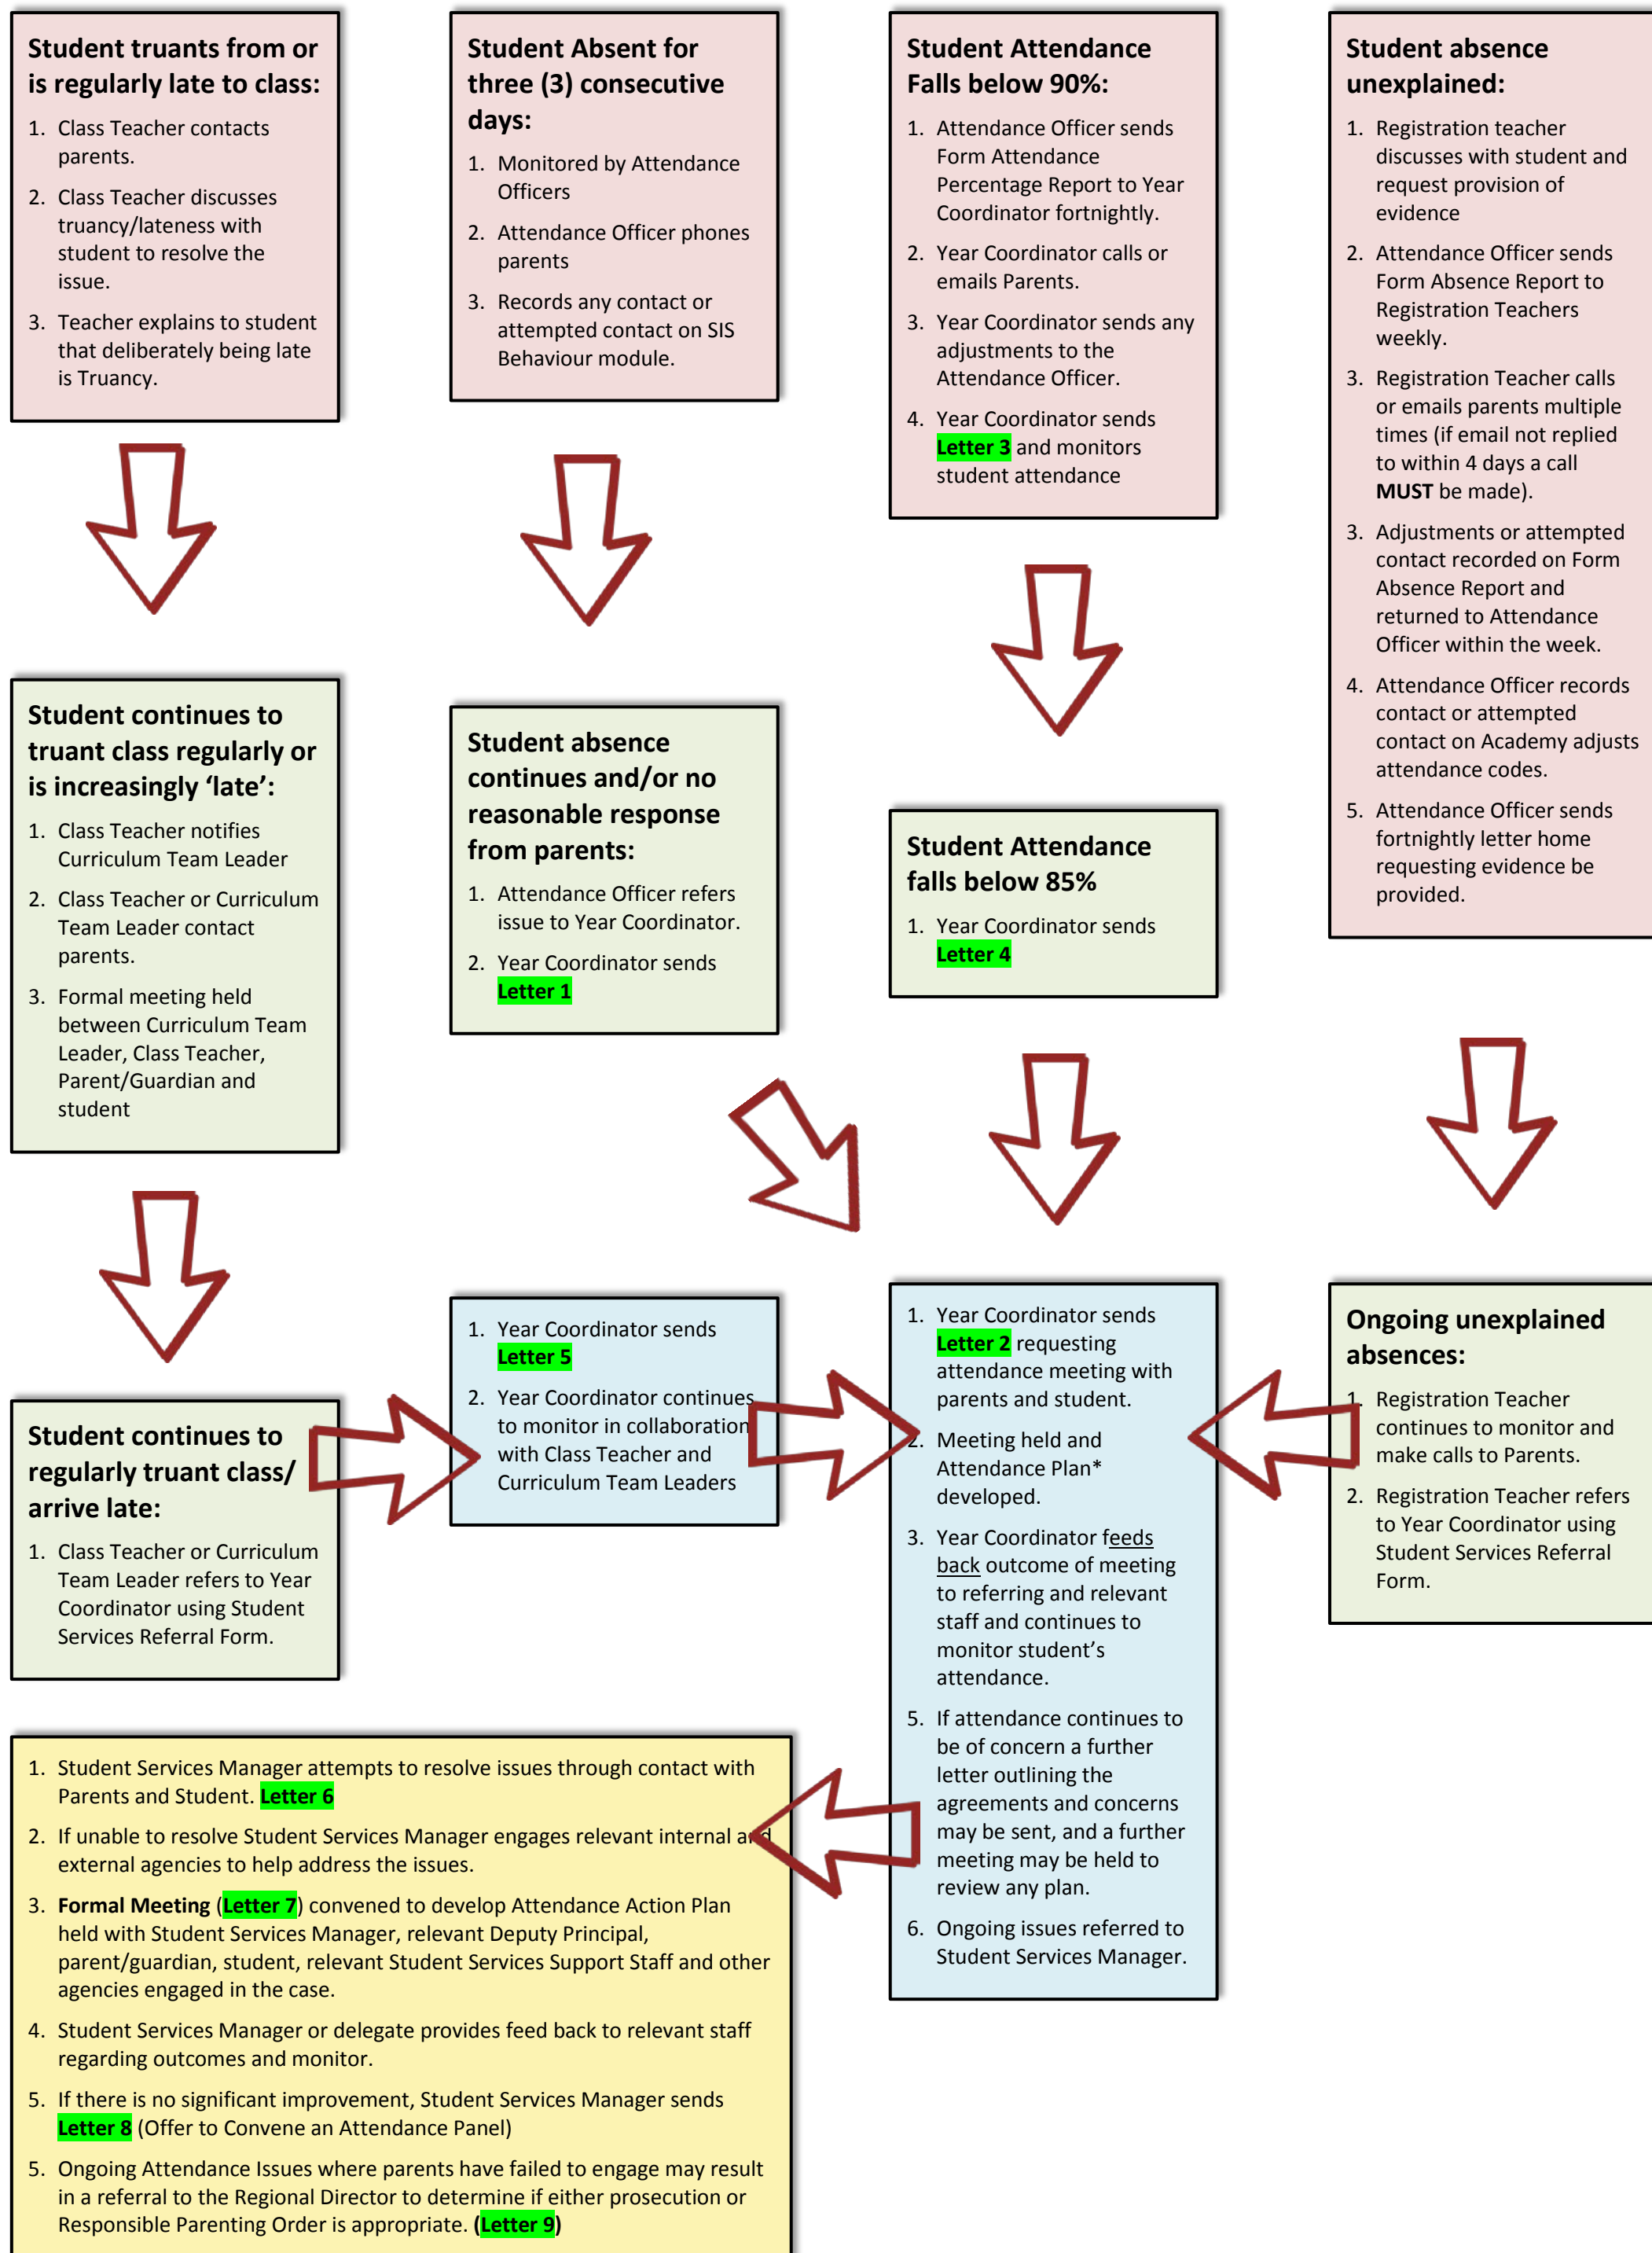 Student truants from or
is regularly late to class:
1. Class Teacher contacts
parents.
2. Class Teacher discusses
truancy/lateness with
student to resolve the
issue.
3. Teacher explains to student
that deliberately being late
is Truancy.
Student Absent for
three (3) consecutive
days:
1. Monitored by Attendance
Officers
2. Attendance Officer phones
parents
3. Records any contact or
attempted contact on SIS
Behaviour module.
Student Attendance
Falls below 90%:
1. Attendance Officer sends
Form Attendance
Percentage Report to Year
Coordinator fortnightly.
2. Year Coordinator calls or
emails Parents.
3. Year Coordinator sends any
adjustments to the
Attendance Officer.
4. Year Coordinator sends
Letter 3 and monitors
student attendance
Student absence
unexplained:
1. Registration teacher
discusses with student and
request provision of
evidence
2. Attendance Officer sends
Form Absence Report to
Registration Teachers
weekly.
3. Registration Teacher calls
or emails parents multiple
times (if email not replied
to within 4 days a call
MUST be made).
3. Adjustments or attempted
contact recorded on Form
Absence Report and
returned to Attendance
Officer within the week.
4. Attendance Officer records
contact or attempted
contact on Academy adjusts
attendance codes.
5. Attendance Officer sends
fortnightly letter home
requesting evidence be
provided.
Student continues to
truant class regularly or
is increasingly ‘late’:
1. Class Teacher notifies
Curriculum Team Leader
2. Class Teacher or Curriculum
Team Leader contact
parents.
3. Formal meeting held
between Curriculum Team
Leader, Class Teacher,
Parent/Guardian and
student
Student absence
continues and/or no
reasonable response
from parents:
1. Attendance Officer refers
issue to Year Coordinator.
2. Year Coordinator sends
Letter 1
Student Attendance
falls below 85%
1. Year Coordinator sends
Letter 4
Student continues to
regularly truant class/
arrive late:
1. Class Teacher or Curriculum
Team Leader refers to Year
Coordinator using Student
Services Referral Form.
1. Year Coordinator sends
Letter 5
2. Year Coordinator continues
to monitor in collaboration
with Class Teacher and
Curriculum Team Leaders
1. Year Coordinator sends
Letter 2 requesting
attendance meeting with
parents and student.
2. Meeting held and
Attendance Plan*
developed.
3. Year Coordinator feeds
back outcome of meeting
to referring and relevant
staff and continues to
monitor student’s
attendance.
5. If attendance continues to
be of concern a further
letter outlining the
agreements and concerns
may be sent, and a further
meeting may be held to
review any plan.
6. Ongoing issues referred to
Student Services Manager.
Ongoing unexplained
absences:
1. Registration Teacher
continues to monitor and
make calls to Parents.
2. Registration Teacher refers
to Year Coordinator using
Student Services Referral
Form.
1. Student Services Manager attempts to resolve issues through contact with
Parents and Student. Letter 6
2. If unable to resolve Student Services Manager engages relevant internal and
external agencies to help address the issues.
3. Formal Meeting (Letter 7) convened to develop Attendance Action Plan
held with Student Services Manager, relevant Deputy Principal,
parent/guardian, student, relevant Student Services Support Staff and other
agencies engaged in the case.
4. Student Services Manager or delegate provides feed back to relevant staff
regarding outcomes and monitor.
5. If there is no significant improvement, Student Services Manager sends
Letter 8 (Offer to Convene an Attendance Panel)
5. Ongoing Attendance Issues where parents have failed to engage may result
in a referral to the Regional Director to determine if either prosecution or
Responsible Parenting Order is appropriate. (Letter 9)